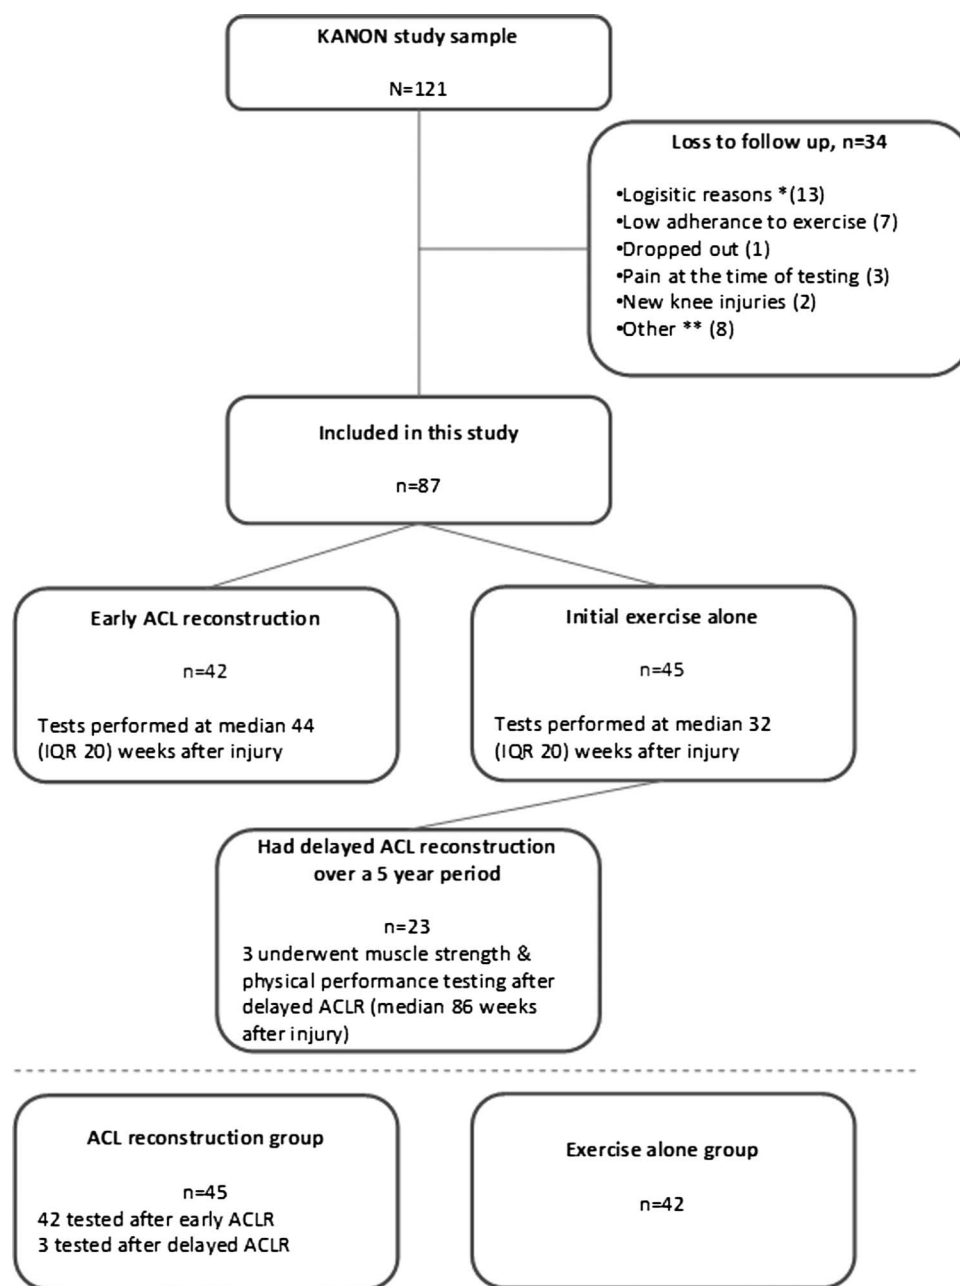 KANON study sample
N=121
Loss to follow up, n=34
•Logisitic reasons *(13)
•Low adherance to exercise (7)
•Dropped out (1)
•Pain at the time of testing (3)
•New knee injuries (2)
•Other ** (8)
Included in this study
n=87
Early ACL reconstruction
n=42
Tests performed at median 44
(IQR 20) weeks after injury
Initial exercise alone
n=45
Tests performed at median 32
(IQR 20) weeks after injury
Had delayed ACL reconstruction
over a 5 year period
n=23
3 underwent muscle strength &
physical performance testing after
delayed ACLR (median 86 weeks
after injury)
ACL reconstruction group
n=45
42 tested after early ACLR
3 tested after delayed ACLR
Exercise alone group
n=42